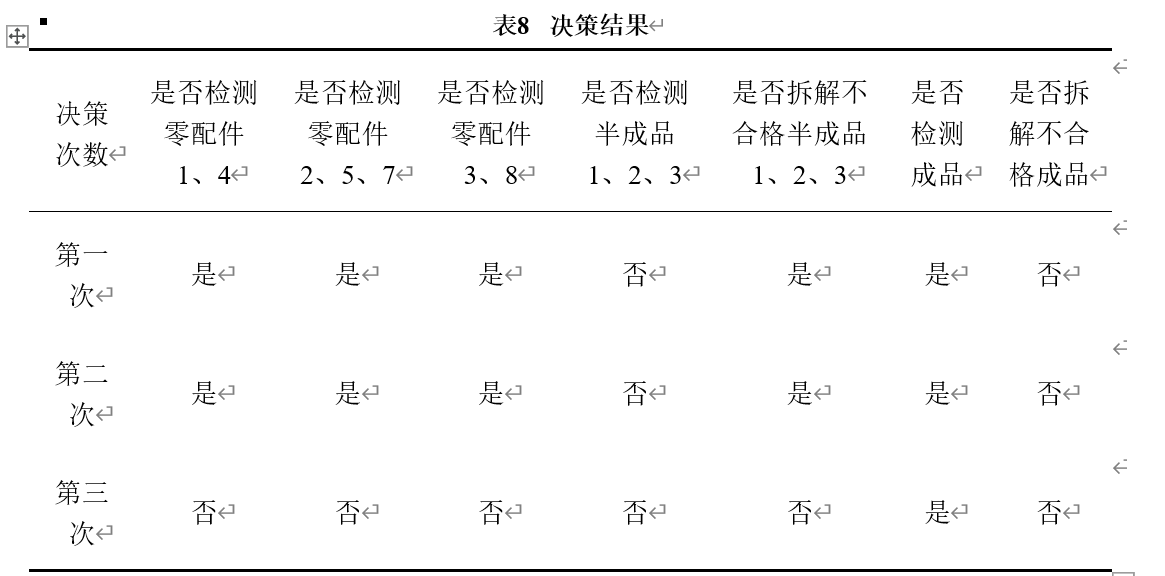 表8 决策结果
决策
次数
是否检测
零配件
1、4
是否检测
零配件
2、5、7
是否检测
零配件
3、8
是否检测
半成品
1、2、3
是否拆解不
合格半成品
1、2、3
是否
检测
成品
是否拆
解不合
格成品
第一
次
是
是
是
否
是
是
否
第二
次
是
是
是
否
是
是
否
第三
次
否
否
否
否
否
是
否